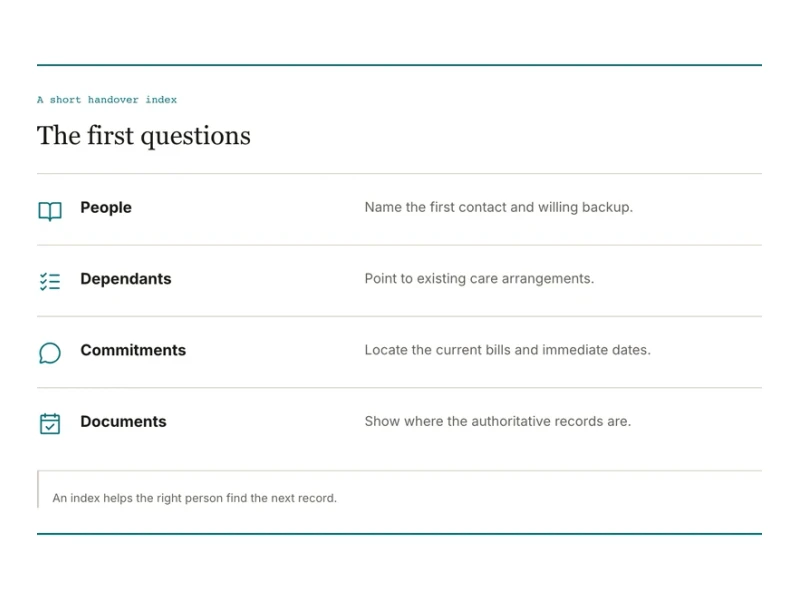 A short handover index
The first questions
People
Name the first contact and willing backup.
Dependants
Point to existing care arrangements.
Commitments
Locate the current bills and immediate dates.
Documents
Show where the authoritative records are.
An index helps the right person find the next record.